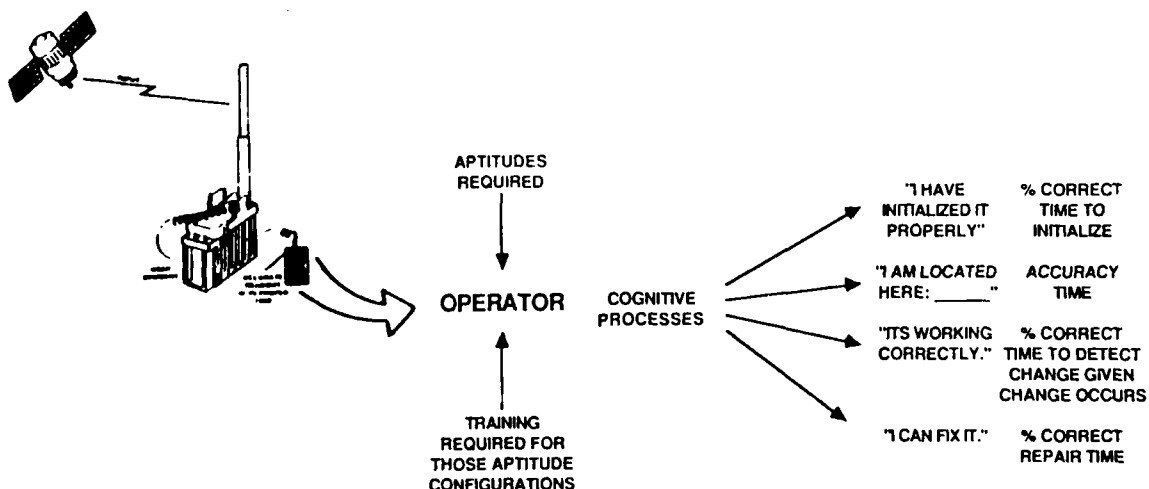 APTITUDES
REQUIRED
OPERATOR
TRAINING
REQUIRED FOR
THOSE APTITUDE
CONFIGURATIONS
COGNITIVE
PROCESSES
"I HAVE
INITIALIZED IT
PROPERLY"
% CORRECT
TIME TO
INITIALIZE
"I AM LOCATED
HERE: ______"
ACCURACY
TIME
"ITS WORKING
CORRECTLY."
% CORRECT
TIME TO DETECT
CHANGE GIVEN
CHANGE OCCURS
"I CAN FIX IT."
% CORRECT
REPAIR TIME